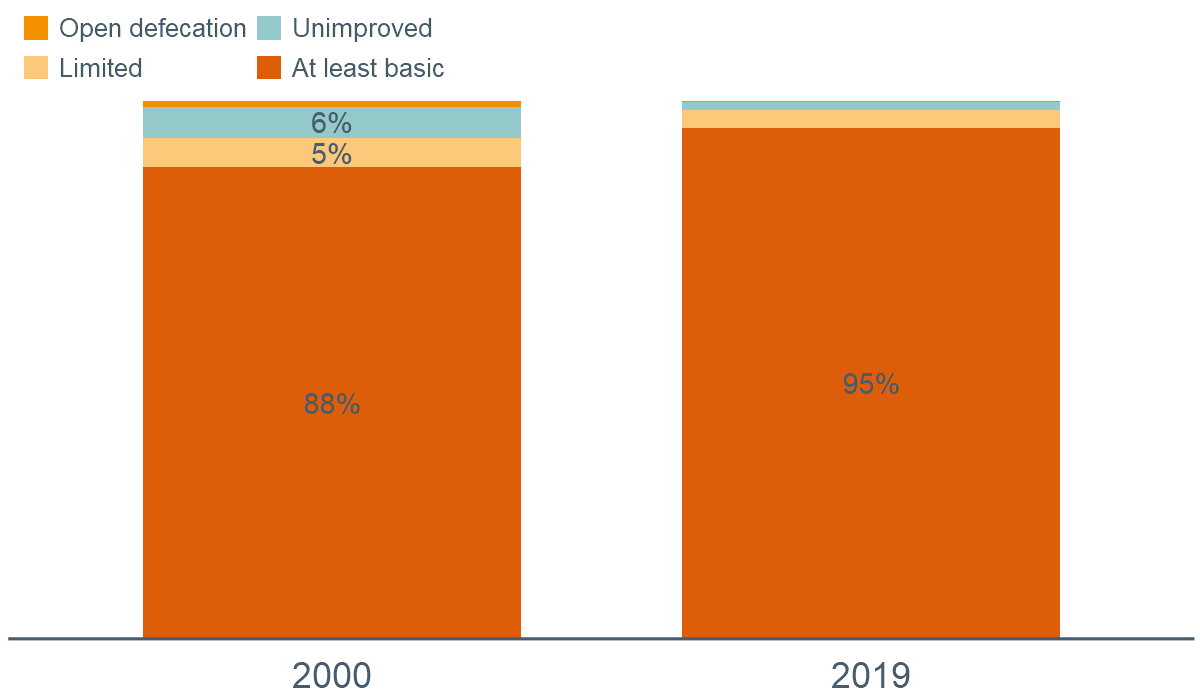 Open defecation Unimproved
Limited At least basic
6%
5%
88%
95%
2000 2019